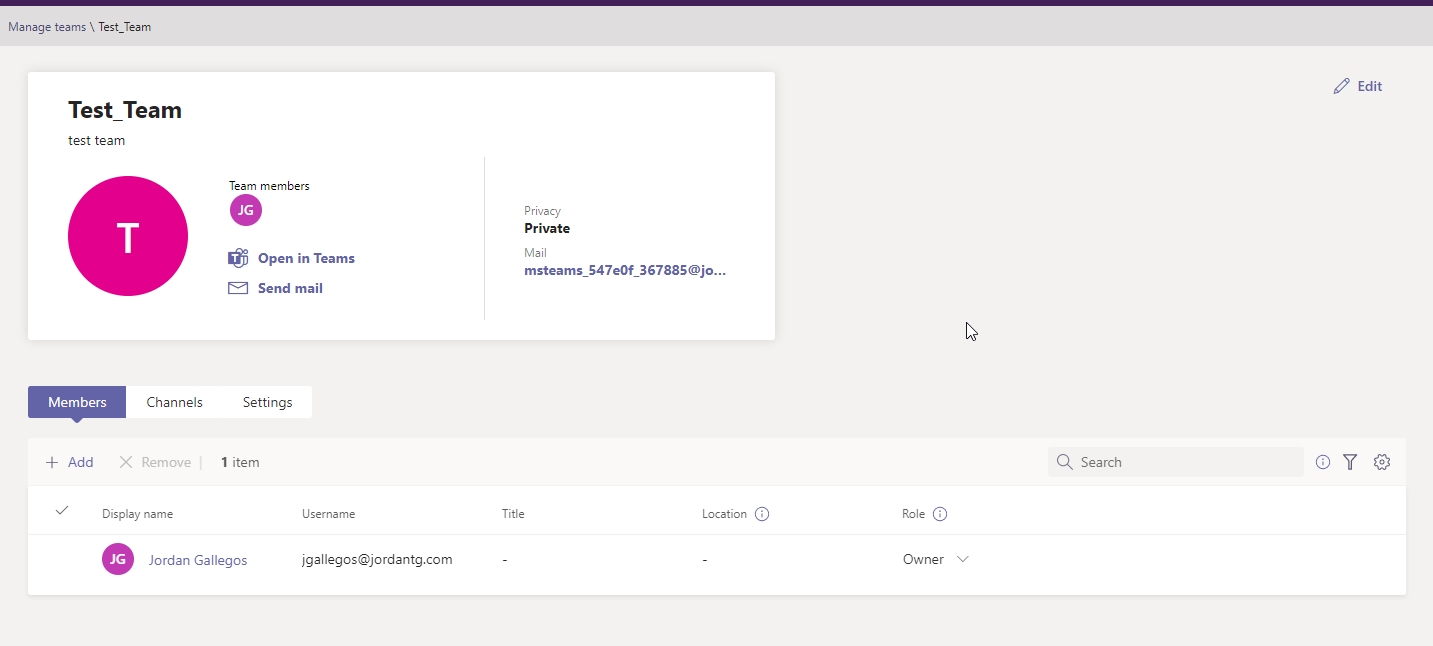 Manage teams \ Test_Team
Edit
Test_Team
test team
T
Team members
JG
Open in Teams
Send mail
Privacy
Private
Mail
msteams_547e0f_367885@jo...
Members Channels Settings
Add Remove | 1 item Search
Display name Username Title Location Role
JG Jordan Gallegos jgallegos@jordantg.com - - Owner